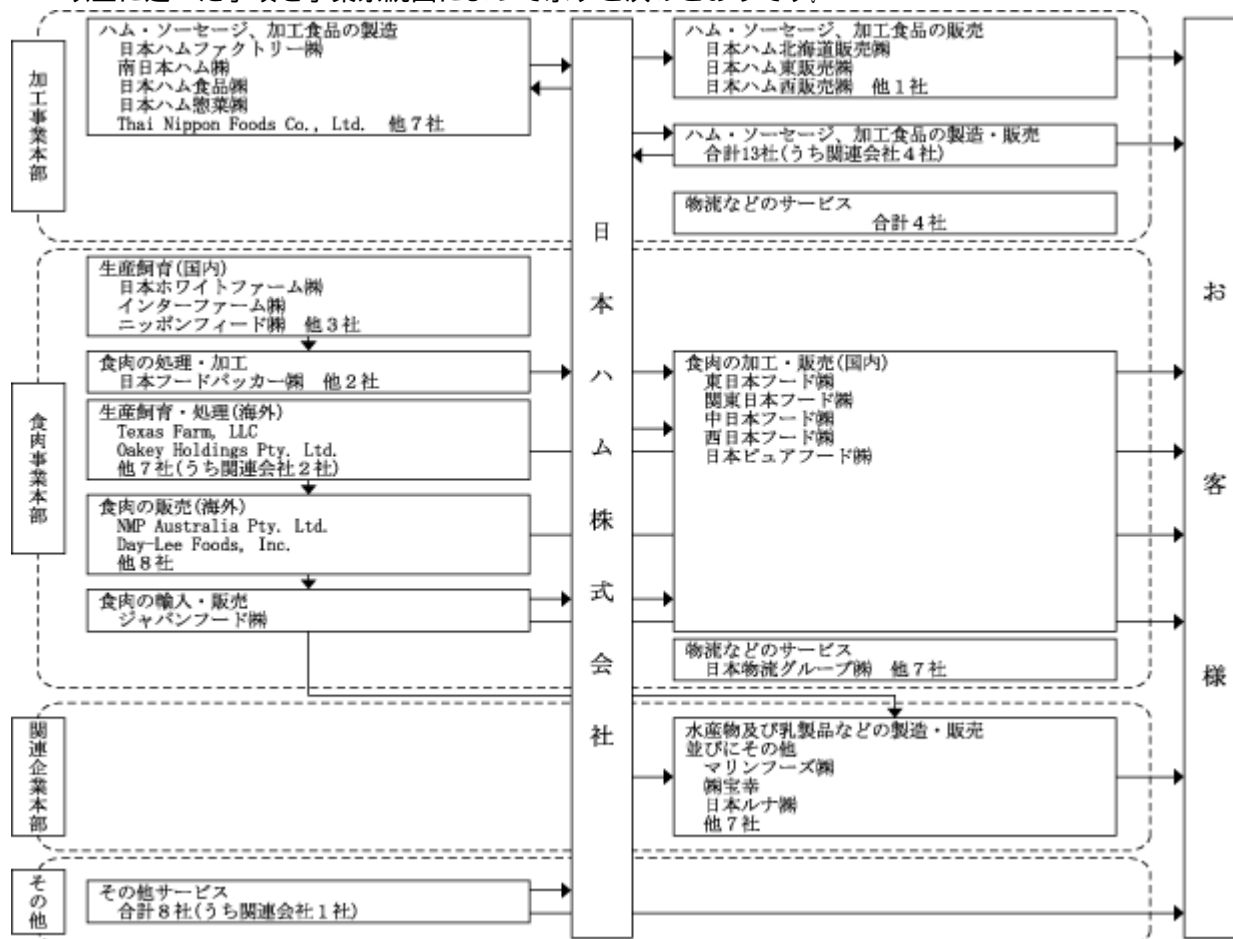 加工事業本部
ハム・ソーセージ、加工食品の製造
日本ハムファクトリー㈱
南日本ハム㈱
日本ハム食品㈱
日本ハム惣菜㈱
Thai Nippon Foods Co., Ltd. 他7社
ハム・ソーセージ、加工食品の販売
日本ハム北海道販売㈱
日本ハム東販売㈱
日本ハム西販売㈱ 他1社
ハム・ソーセージ、加工食品の製造・販売
合計13社(うち関連会社4社)
物流などのサービス
合計4社
食肉事業本部
生産飼育(国内)
日本ホワイトファーム㈱
インターファーム㈱
ニッポンフィード㈱ 他3社
食肉の処理・加工
日本フードパッカー㈱ 他2社
生産飼育・処理(海外)
Texas Farm, LLC
Oakey Holdings Pty. Ltd.
他7社(うち関連会社2社)
食肉の販売(海外)
NMP Australia Pty. Ltd.
Day-Lee Foods, Inc.
他8社
食肉の輸入・販売
ジャパンフード㈱
食肉の加工・販売(国内)
東日本フード㈱
関東日本フード㈱
中日本フード㈱
西日本フード㈱
日本ピュアフード㈱
物流などのサービス
日本物流グループ㈱ 他7社
関連企業本部
水産物及び乳製品などの製造・販売
並びにその他
マリンフーズ㈱
㈱宝幸
日本ルナ㈱
他7社
その他
その他サービス
合計8社(うち関連会社1社)
日本ハム株式会社
お客様